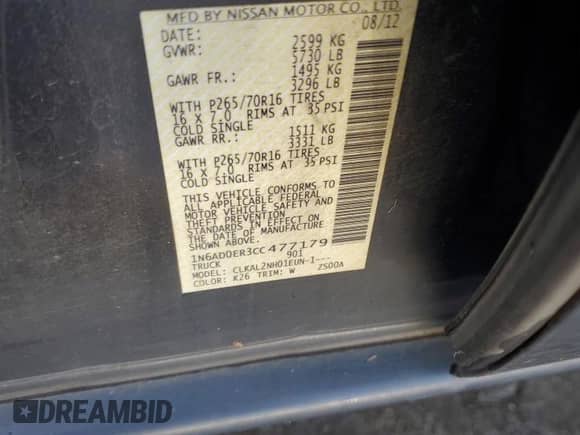 MFD BY NISSAN MOTOR CO., LTD.
DATE: 08/12
GVWR: 2599 KG
5730 LB
GAWR FR.: 1495 KG
3296 LB
WITH P265/70R16 TIRES
16 X 7.0 RIMS AT 35 PSI
COLD SINGLE
GAWR RR.: 1511 KG
3331 LB
WITH P265/70R16 TIRES
16 X 7.0 RIMS AT 35 PSI
COLD SINGLE
THIS VEHICLE CONFORMS TO
ALL APPLICABLE FEDERAL
MOTOR VEHICLE SAFETY AND
THEFT PREVENTION
STANDARDS IN EFFECT ON
THE DATE OF MANUFACTURE
SHOWN ABOVE.
1N6AD0ER3CC477179
TRUCK 901
MODEL: CLKAL2NH01EUN-1---
COLOR: K26 TRIM: W ZS00A
DREAMBID